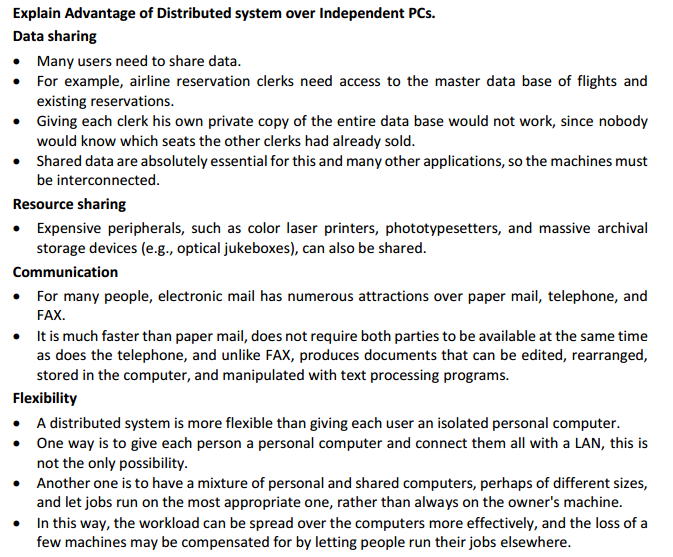 Explain Advantage of Distributed system over Independent PCs.
Data sharing
• Many users need to share data.
• For example, airline reservation clerks need access to the master data base of flights and
existing reservations.
• Giving each clerk his own private copy of the entire data base would not work, since nobody
would know which seats the other clerks had already sold.
• Shared data are absolutely essential for this and many other applications, so the machines must
be interconnected.
Resource sharing
• Expensive peripherals, such as color laser printers, phototypesetters, and massive archival
storage devices (e.g., optical jukeboxes), can also be shared.
Communication
• For many people, electronic mail has numerous attractions over paper mail, telephone, and
FAX.
• It is much faster than paper mail, does not require both parties to be available at the same time
as does the telephone, and unlike FAX, produces documents that can be edited, rearranged,
stored in the computer, and manipulated with text processing programs.
Flexibility
• A distributed system is more flexible than giving each user an isolated personal computer.
• One way is to give each person a personal computer and connect them all with a LAN, this is
not the only possibility.
• Another one is to have a mixture of personal and shared computers, perhaps of different sizes,
and let jobs run on the most appropriate one, rather than always on the owner's machine.
• In this way, the workload can be spread over the computers more effectively, and the loss of a
few machines may be compensated for by letting people run their jobs elsewhere.